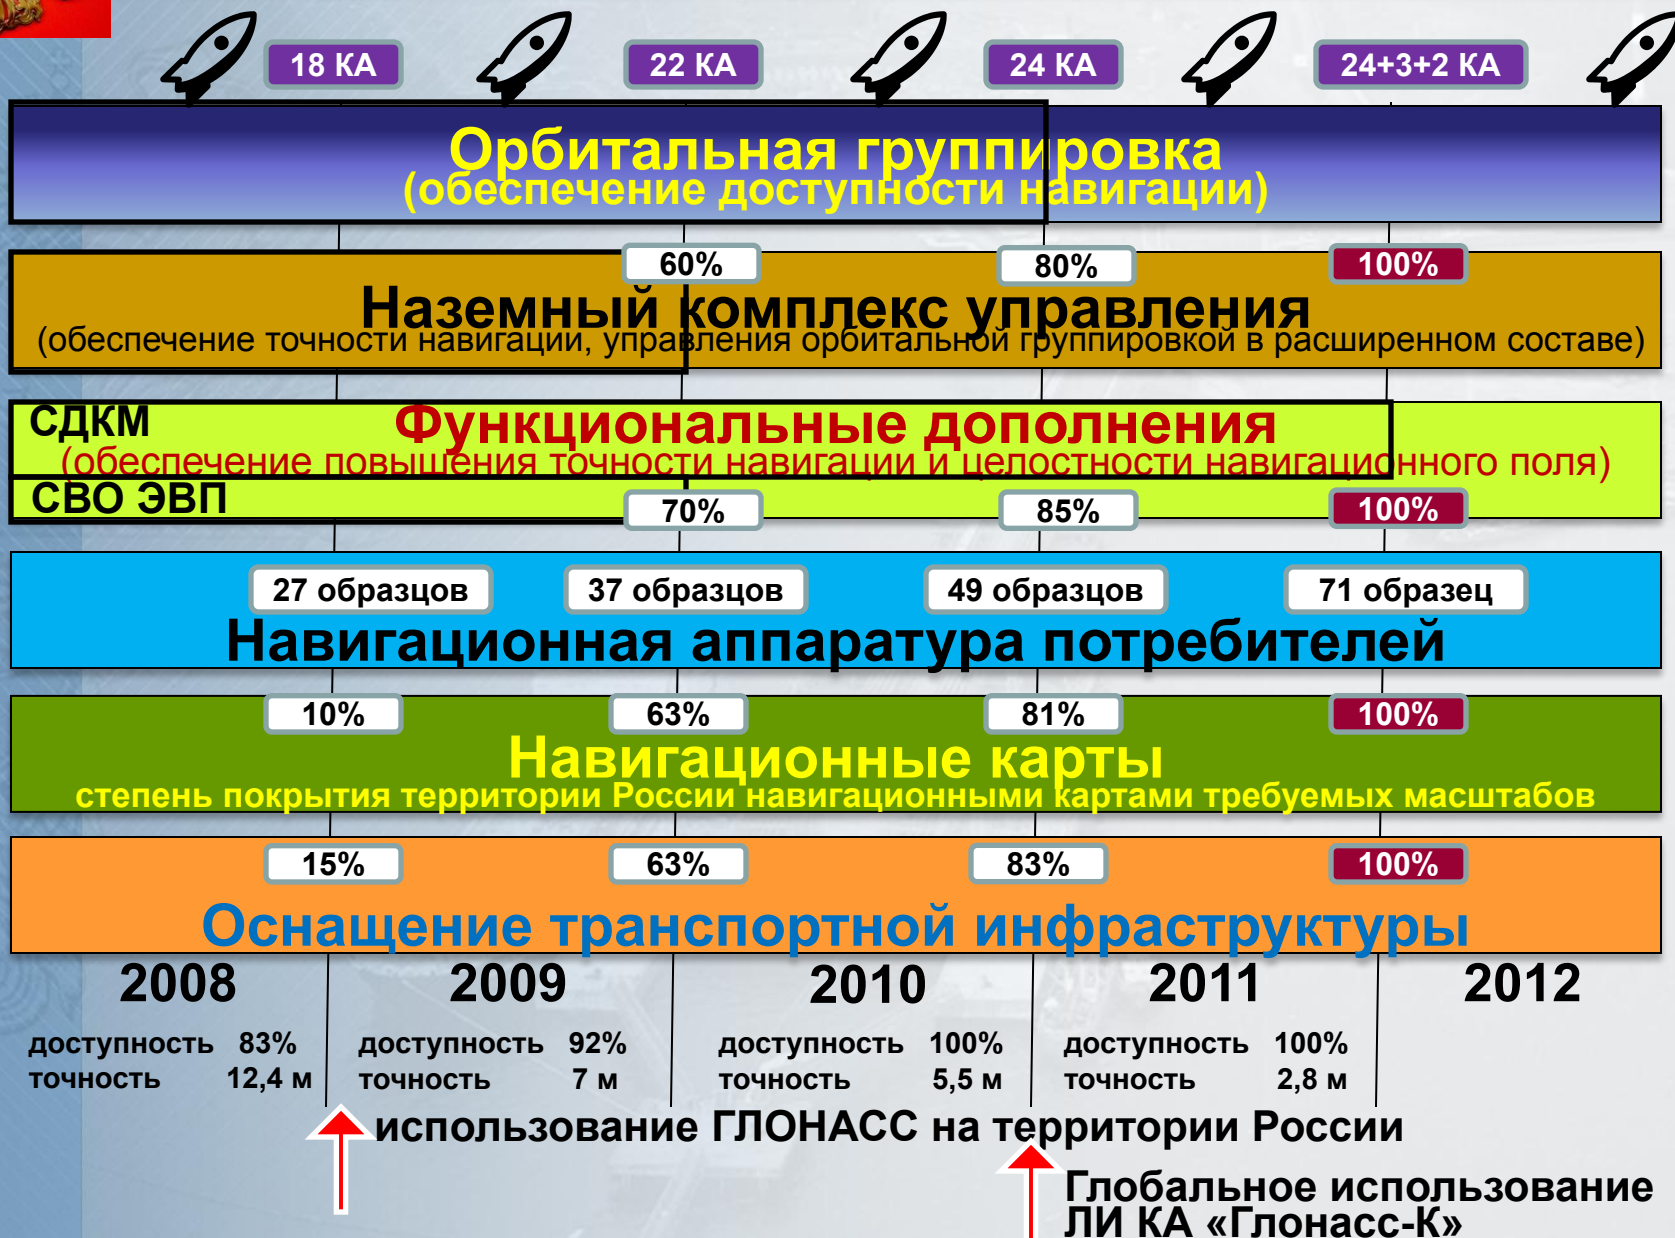 18 КА
22 КА
24 КА
24+3+2 КА
Орбитальная группировка
(обеспечение доступности навигации)
60%
80%
100%
Наземный комплекс управления
(обеспечение точности навигации, управления орбитальной группировкой в расширенном составе)
СДКМ
Функциональные дополнения
(обеспечение повышения точности навигации и целостности навигационного поля)
СВО ЭВП
70%
85%
100%
27 образцов
37 образцов
49 образцов
71 образец
Навигационная аппаратура потребителей
10%
63%
81%
100%
Навигационные карты
степень покрытия территории России навигационными картами требуемых масштабов
15%
63%
83%
100%
Оснащение транспортной инфраструктуры
2008
2009
2010
2011
2012
доступность 83%
точность 12,4 м
доступность 92%
точность 7 м
доступность 100%
точность 5,5 м
доступность 100%
точность 2,8 м
использование ГЛОНАСС на территории России
Глобальное использование
ЛИ КА «Глонасс-К»